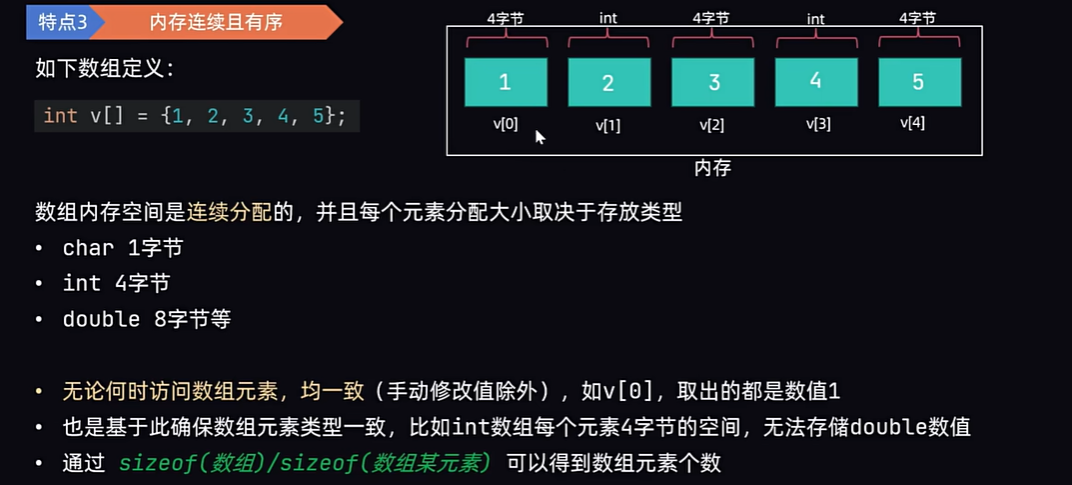 特点3 内存连续且有序
如下数组定义：
int v[] = {1, 2, 3, 4, 5};
4字节 int 4字节 int 4字节
1 2 3 4 5
v[0] v[1] v[2] v[3] v[4]
内存
数组内存空间是连续分配的，并且每个元素分配大小取决于存放类型
• char 1字节
• int 4字节
• double 8字节等
• 无论何时访问数组元素，均一致（手动修改值除外），如v[0]，取出的都是数值1
• 也是基于此确保数组元素类型一致，比如int数组每个元素4字节的空间，无法存储double数值
• 通过 sizeof(数组)/sizeof(数组某元素) 可以得到数组元素个数